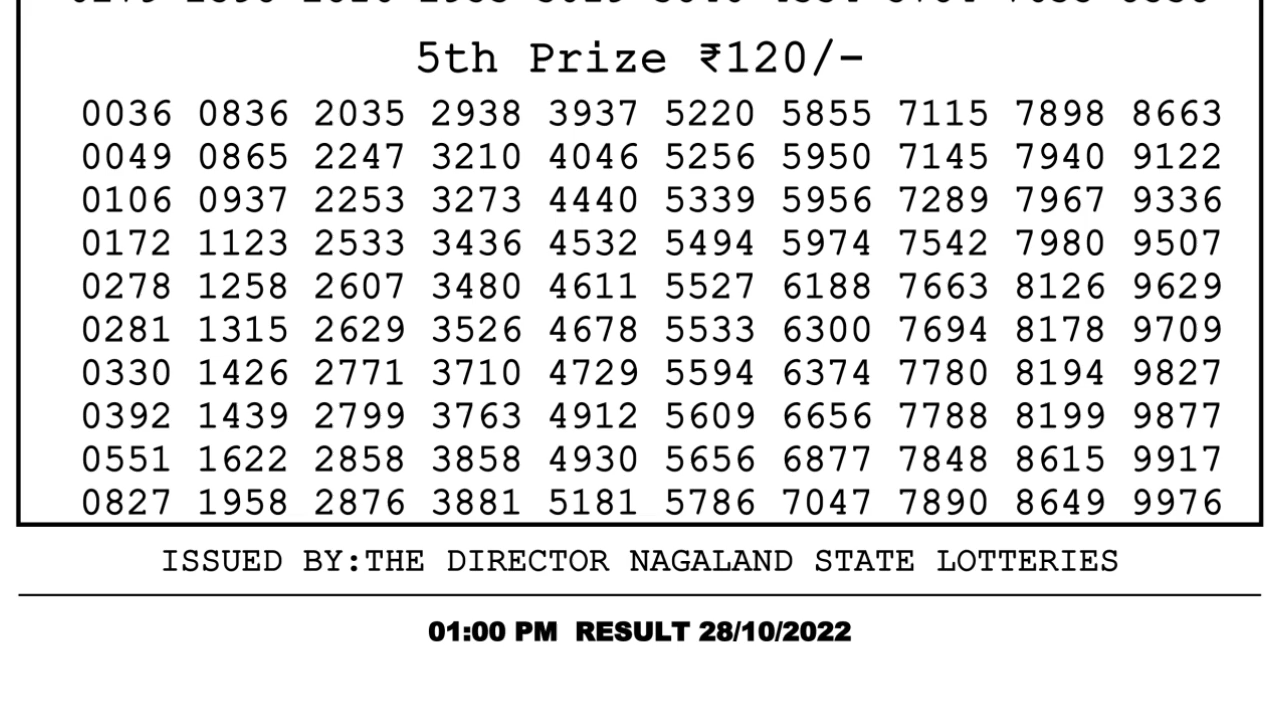 5th Prize ₹120/-
0036 0836 2035 2938 3937 5220 5855 7115 7898 8663
0049 0865 2247 3210 4046 5256 5950 7145 7940 9122
0106 0937 2253 3273 4440 5339 5956 7289 7967 9336
0172 1123 2533 3436 4532 5494 5974 7542 7980 9507
0278 1258 2607 3480 4611 5527 6188 7663 8126 9629
0281 1315 2629 3526 4678 5533 6300 7694 8178 9709
0330 1426 2771 3710 4729 5594 6374 7780 8194 9827
0392 1439 2799 3763 4912 5609 6656 7788 8199 9877
0551 1622 2858 3858 4930 5656 6877 7848 8615 9917
0827 1958 2876 3881 5181 5786 7047 7890 8649 9976
ISSUED BY:THE DIRECTOR NAGALAND STATE LOTTERIES
01:00 PM RESULT 28/10/2022